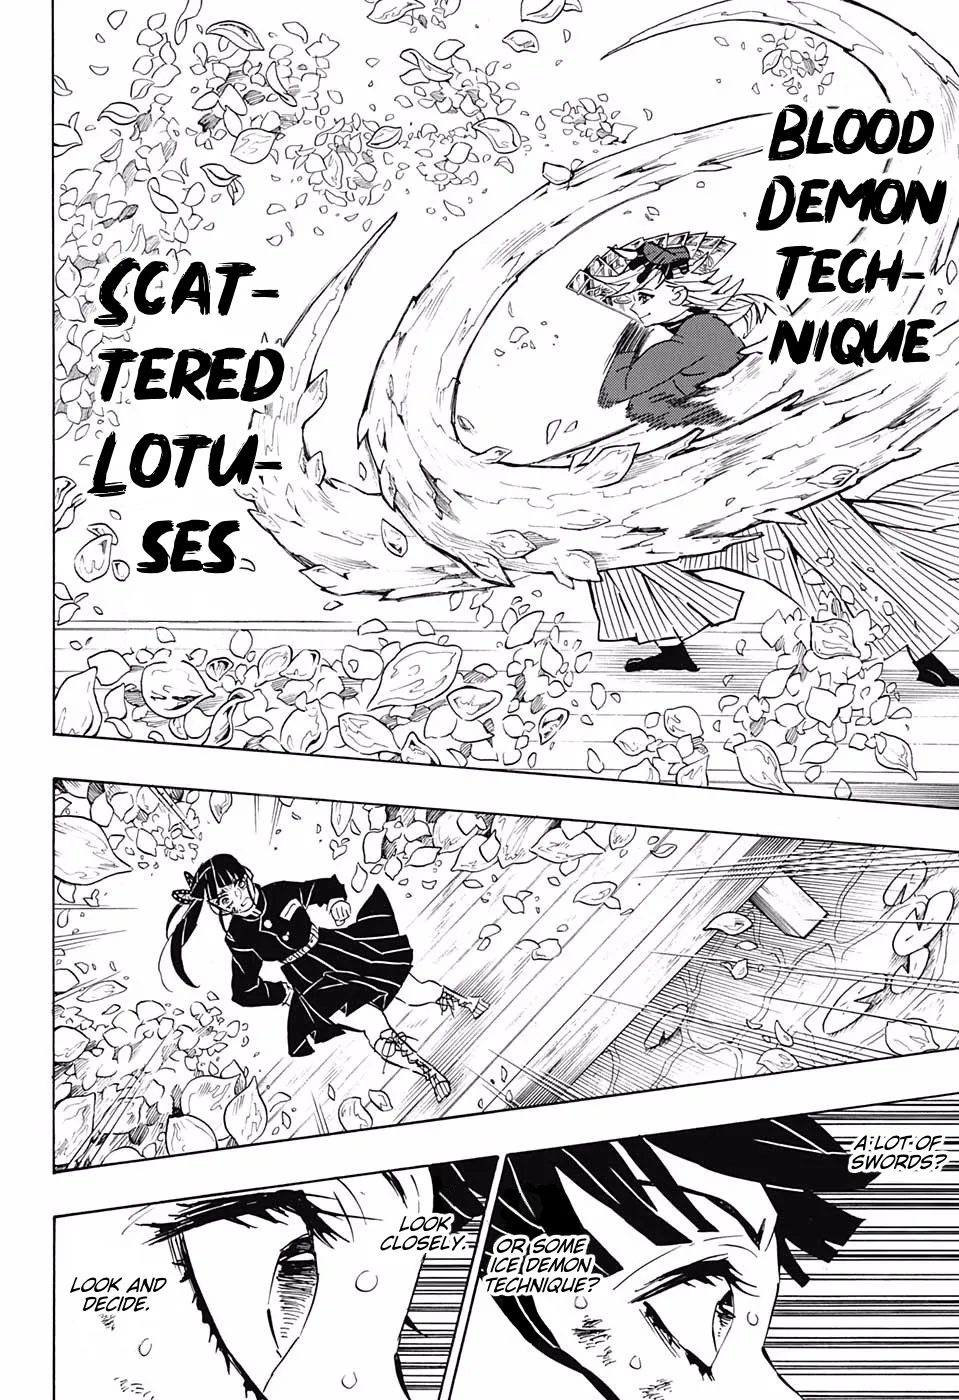 BLOOD
DEMON
TECH-
NIQUE
SCAT-
TERED
LOTU-
SES
A LOT OF
SWORDS?
OR SOME
ICE DEMON
TECHNIQUE?
LOOK
CLOSELY.
LOOK AND
DECIDE.